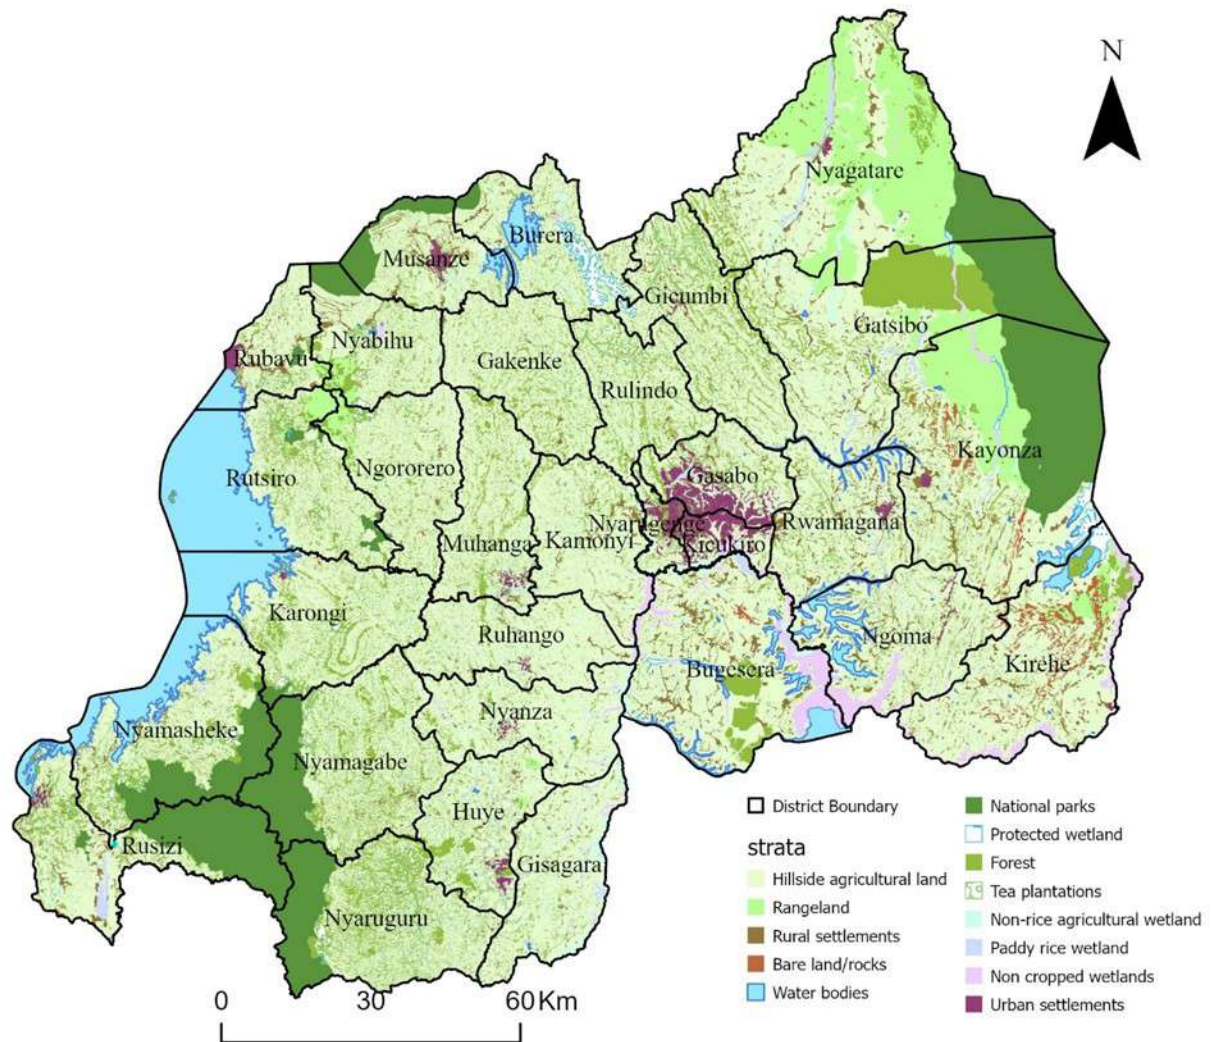 N
Nyagatare
Burera
Musanze
Gicumbi
Gatsibo
Nyabihu
Rubavu
Gakenke
Rulindo
Kayonza
Ngororero
Rutsiro
Gasabo
Nyarugenge
Rwamagana
Muhanga
Kamonyi
Kicukiro
Karongi
Ruhango
Ngoma
Kirehe
Bugesera
Nyanza
Nyamasheke
Nyamagabe
Huye
Rusizi
Gisagara
Nyaruguru
0 30 60 Km
District Boundary
strata
Hillside agricultural land
Rangeland
Rural settlements
Bare land/rocks
Water bodies
National parks
Protected wetland
Forest
Tea plantations
Non-rice agricultural wetland
Paddy rice wetland
Non cropped wetlands
Urban settlements